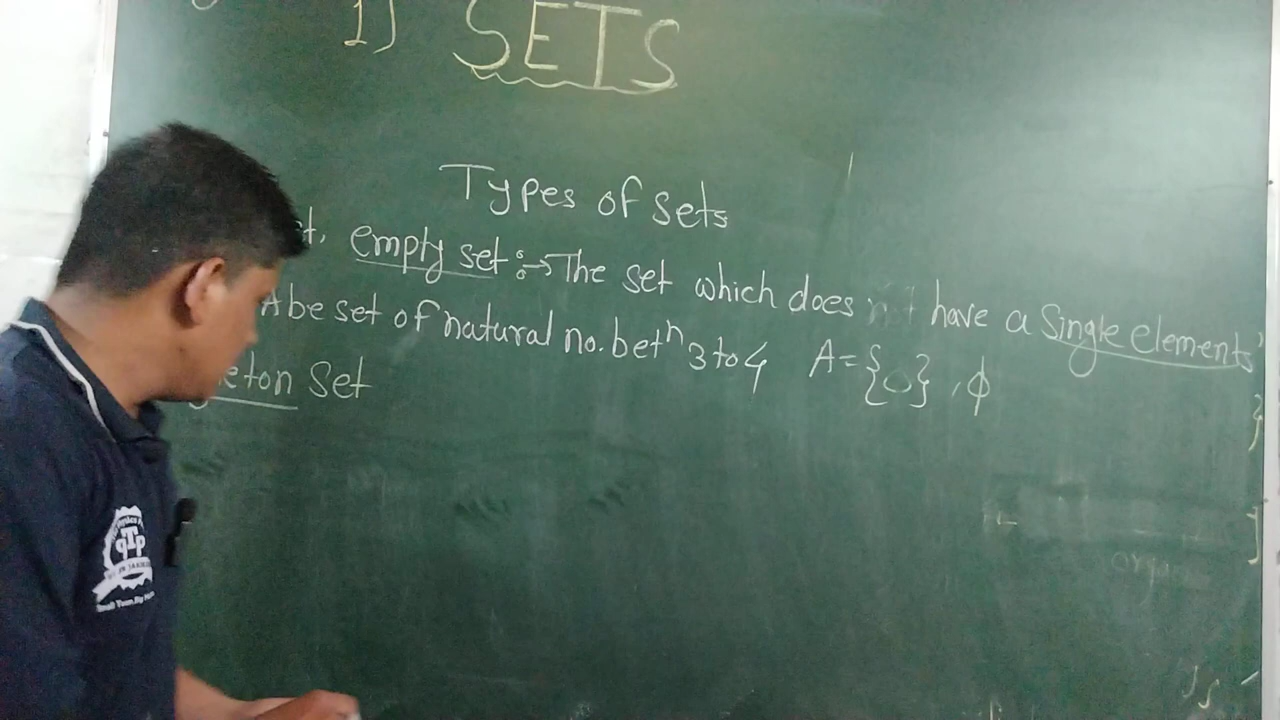 1) SETS
Types of sets
empty set :→ The set which does not have a single elements
A be set of natural no. betⁿ 3 to 4 A = { }, ϕ
eton set